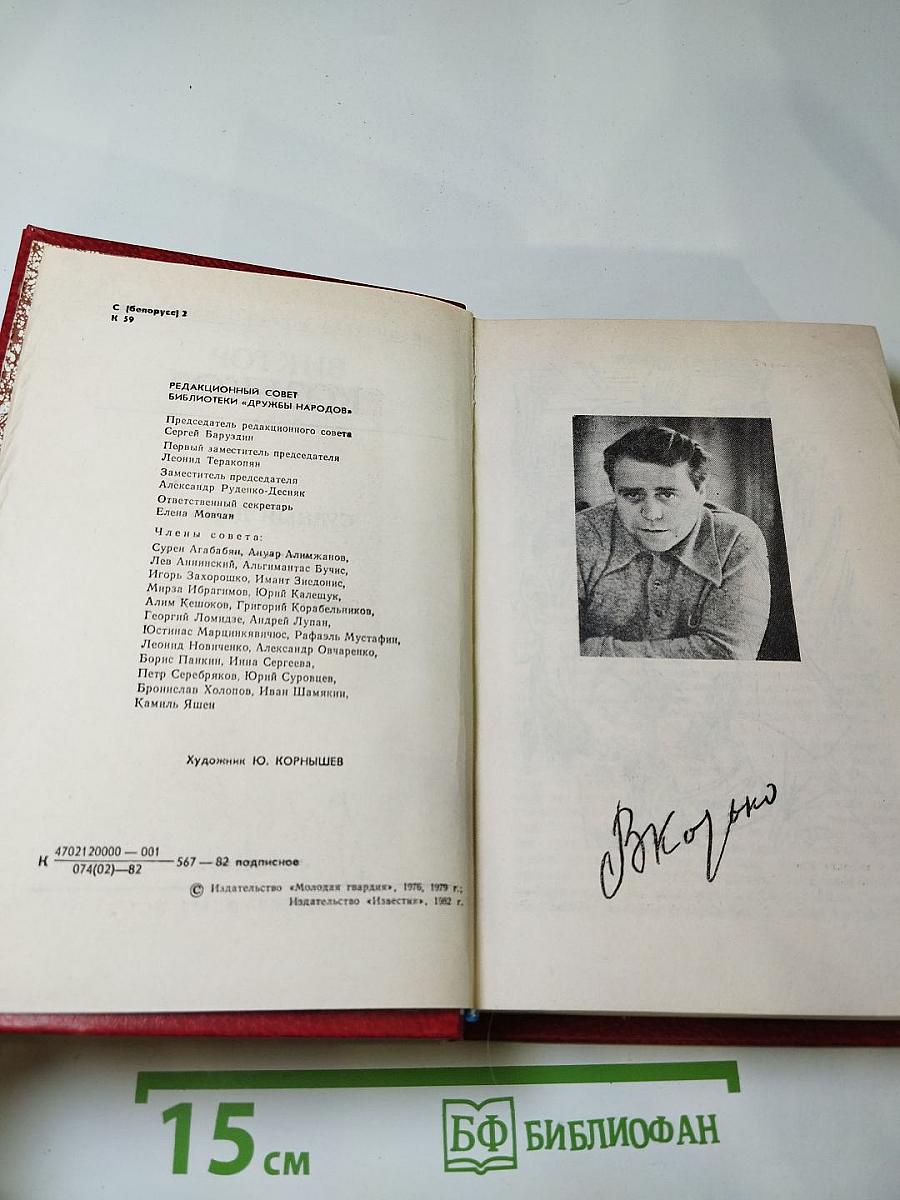 С (белорусс) 2
К 59
РЕДАКЦИОННЫЙ СОВЕТ
БИБЛИОТЕКИ «ДРУЖБЫ НАРОДОВ»
Председатель редакционного совета
Сергей Баруздин
Первый заместитель председателя
Леонид Теракопян
Заместитель председателя
Александр Руденко-Десняк
Ответственный секретарь
Елена Мовчан
Члены совета:
Сурен Агабабян, Ануар Алимжанов,
Лев Аннинский, Альгимантас Бучис,
Игорь Захорошко, Имант Зиедонис,
Мирза Ибрагимов, Юрий Калещук,
Алим Кешоков, Григорий Корабельников,
Георгий Ломидзе, Андрей Лупан,
Юстинас Марцинкявичюс, Рафаэль Мустафин,
Леонид Новиченко, Александр Овчаренко,
Борис Панкин, Инна Сергеева,
Петр Серебряков, Юрий Суровцев,
Бронислав Холопов, Иван Шамякин,
Камиль Яшен
Художник Ю. КОРНЫШЕВ
К 4702120000 — 001
074(02)—82
567 — 82 подписное
© Издательство «Молодая гвардия», 1976, 1979 г.;
Издательство «Известия», 1982 г.
ВКозько
15 см
БФ БИБЛИОФАН